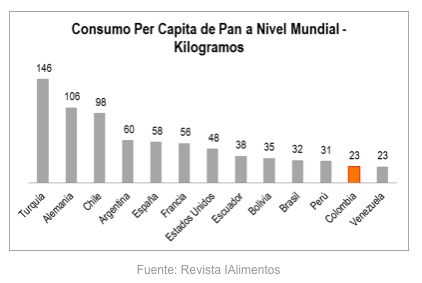 Consumo Per Capita de Pan a Nivel Mundial -
Kilogramos
146
106
98
60
58
56
48
38
35
32
31
23
23
Turquia
Alemania
Chile
Argentina
España
Francia
Estados Unidos
Escuador
Bolivia
Brasil
Perú
Colombia
Venezuela
Fuente: Revista IAlimentos